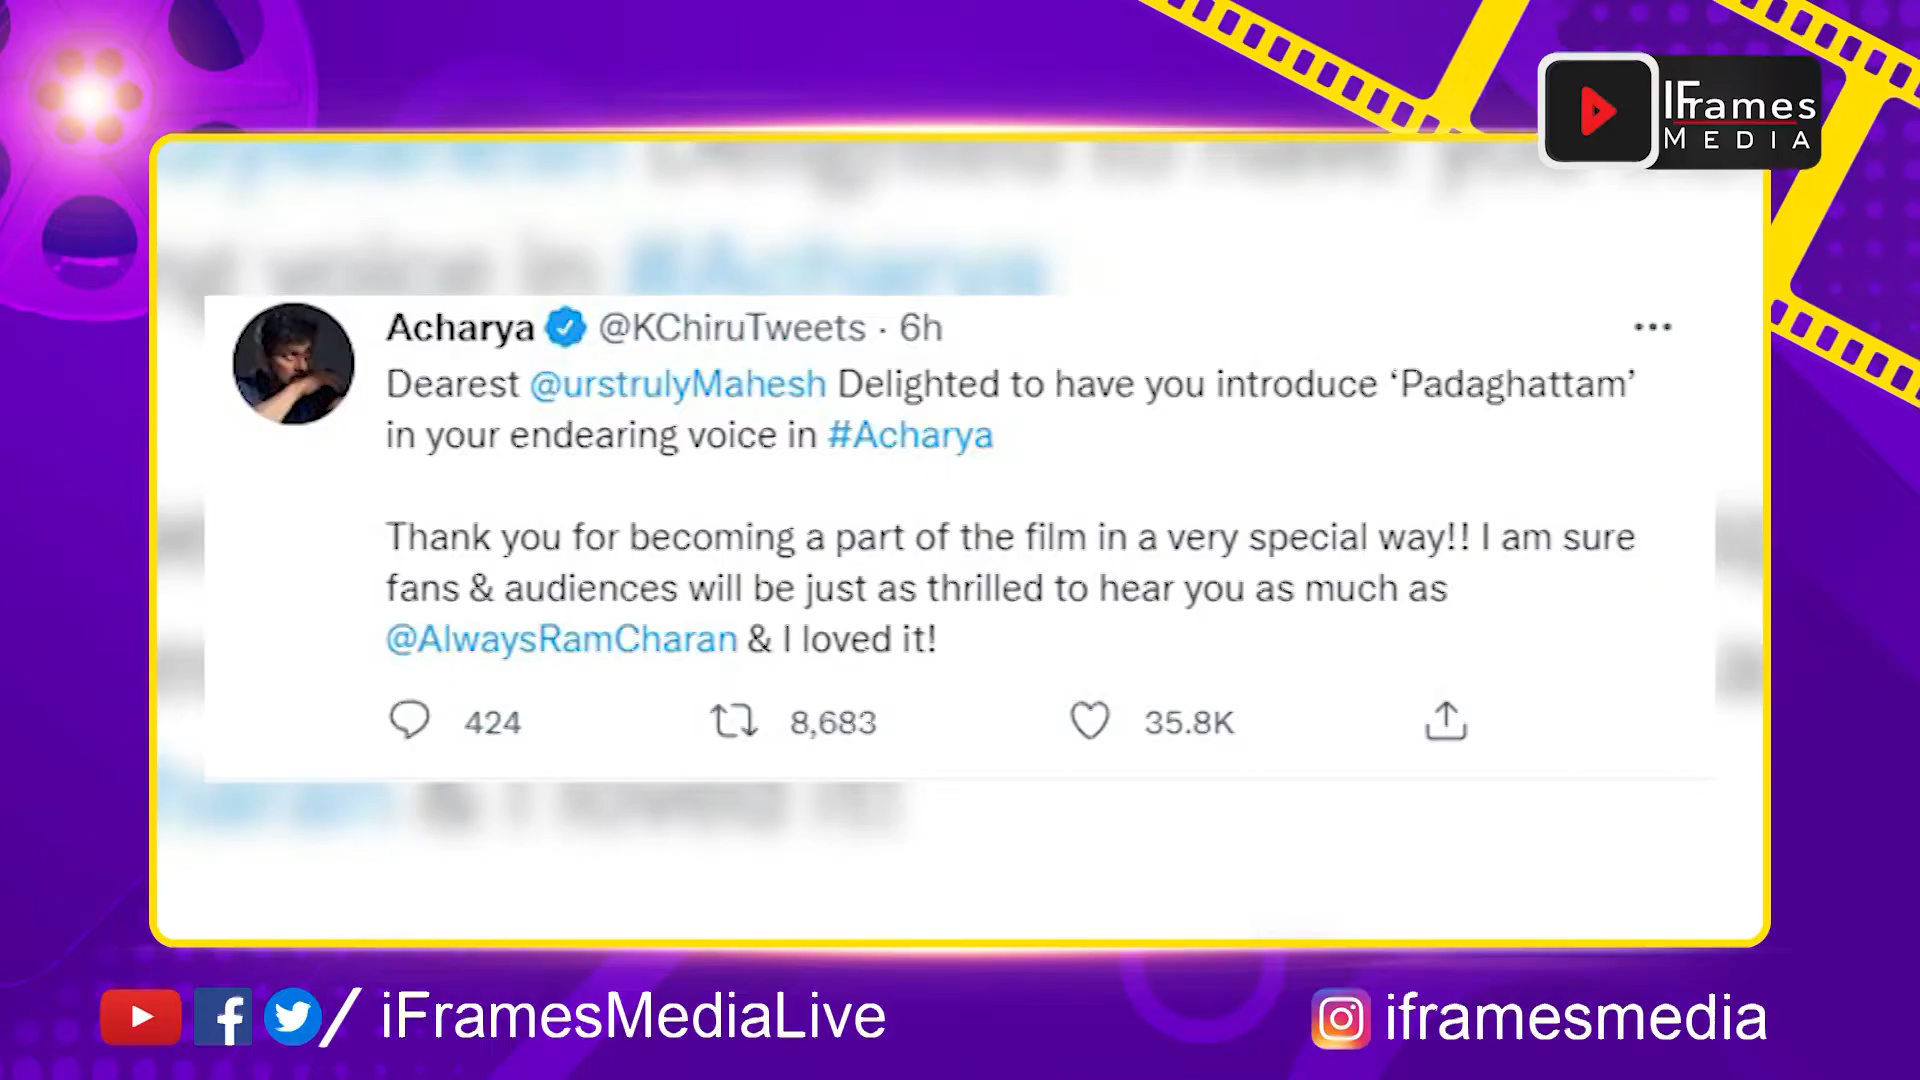 IFrames
MEDIA
Acharya @KChiruTweets · 6h
Dearest @urstrulyMahesh Delighted to have you introduce ‘Padaghattam’
in your endearing voice in #Acharya
Thank you for becoming a part of the film in a very special way!! I am sure
fans & audiences will be just as thrilled to hear you as much as
@AlwaysRamCharan & I loved it!
424 8,683 35.8K
/ iFramesMediaLive
iframesmedia